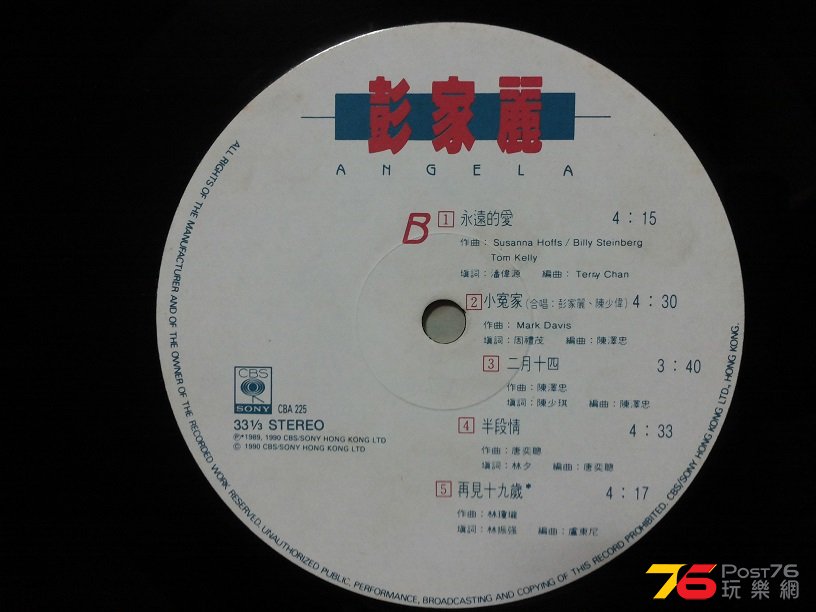 彭家麗
ANGELA
B
1 永遠的愛 4：15
作曲：Susanna Hoffs / Billy Steinberg
Tom Kelly
填詞：潘偉源 編曲：Terry Chan
2 小冤家(合唱：彭家麗、陳少偉) 4：30
作曲：Mark Davis
填詞：周禮茂 編曲：陳澤忠
3 二月十四 3：40
作曲：陳澤忠
填詞：陳少琪 編曲：陳澤忠
4 半段情 4：33
作曲：唐奕聰
填詞：林夕 編曲：唐奕聰
5 再見十九歲* 4：17
作曲：林瓊瓏
填詞：林振强 編曲：盧東尼
CBS
SONY CBA 225
33⅓ STEREO
Ⓟ*1989, 1990 CBS/SONY HONG KONG LTD
© 1990 CBS/SONY HONG KONG LTD
ALL RIGHTS OF THE MANUFACTURER AND OF THE OWNER OF THE RECORDED WORK RESERVED. UNAUTHORIZED PUBLIC, PERFORMANCE, BROADCASTING AND COPYING OF THIS RECORD PROHIBITED. CBS/SONY HONG KONG LTD., HONG KONG.
76 Post76
玩樂網